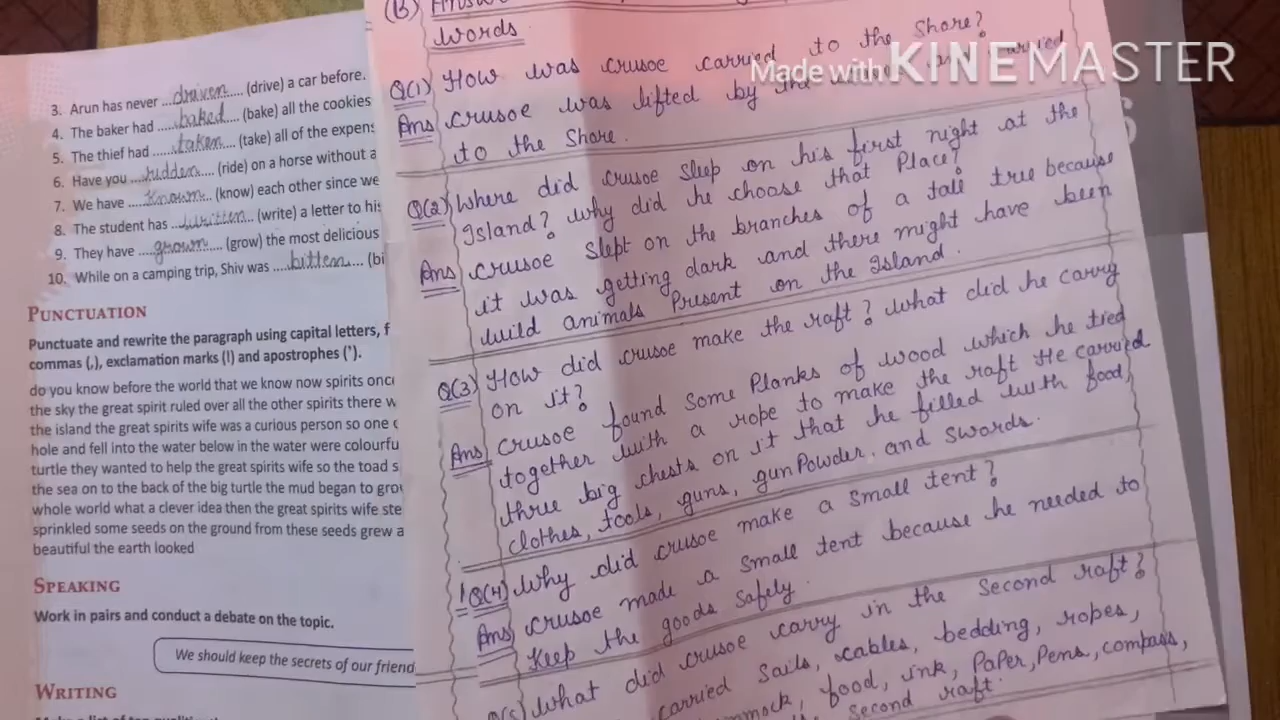 3. Arun has never ....driven.... (drive) a car before.
4. The baker had .....baked..... (bake) all the cookies
5. The thief had .....taken..... (take) all of the expens
6. Have you ....ridden.... (ride) on a horse without a
7. We have ....known.... (know) each other since we
8. The student has ....written.... (write) a letter to his
9. They have ....grown.... (grow) the most delicious
10. While on a camping trip, Shiv was ....bitten.... (bi
PUNCTUATION
Punctuate and rewrite the paragraph using capital letters, f
commas (,), exclamation marks (!) and apostrophes (').
do you know before the world that we know now spirits onc
the sky the great spirit ruled over all the other spirits there w
the island the great spirits wife was a curious person so one
hole and fell into the water below in the water were colourfu
turtle they wanted to help the great spirits wife so the toad s
the sea on to the back of the big turtle the mud began to gro
whole world what a clever idea then the great spirits wife ste
sprinkled some seeds on the ground from these seeds grew a
beautiful the earth looked
SPEAKING
Work in pairs and conduct a debate on the topic.
We should keep the secrets of our friend
WRITING
(B)
words.
Q(1) How was crusoe carried to the Shore?
Ans crusoe was lifted by the and carried
to the Shore.
Q(2) Where did crusoe sleep on his first night at the
Island? Why did he choose that Place?
Ans crusoe slept on the branches of a tall tree because
it was getting dark and there might have been
wild animals Present on the Island.
Q(3) How did crusoe make the raft? What did he carry
on it?
Ans crusoe found some Planks of wood which he tied
together with a rope to make the raft He carried
three big chests on it that he filled with food,
clothes, tools, guns, gunPowder, and swords.
Q(4) Why did crusoe make a small tent?
Ans crusoe made a small tent because he needed to
Keep the goods safely.
Q(5) What did crusoe carry in the Second raft?
carried Sails, cables, bedding, ropes,
food, ink, PaPer, Pens, compass,
second raft.
Made with KINEMASTER